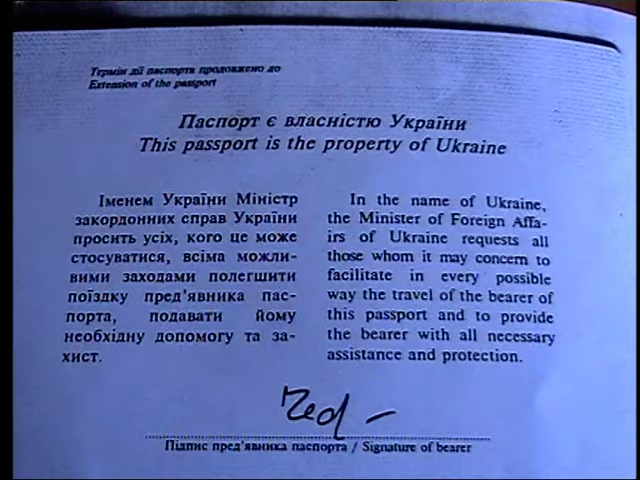 Термін дії паспорта продовжено до
Extension of the passport
Паспорт є власністю України
This passport is the property of Ukraine
Іменем України Міністр
закордонних справ України
просить усіх, кого це може
стосуватися, всіма можли-
вими заходами полегшити
поїздку пред'явника пас-
порта, подавати йому
необхідну допомогу та за-
хист.
In the name of Ukraine,
the Minister of Foreign Affa-
irs of Ukraine requests all
those whom it may concern to
facilitate in every possible
way the travel of the bearer of
this passport and to provide
the bearer with all necessary
assistance and protection.
Підпис пред'явника паспорта / Signature of bearer